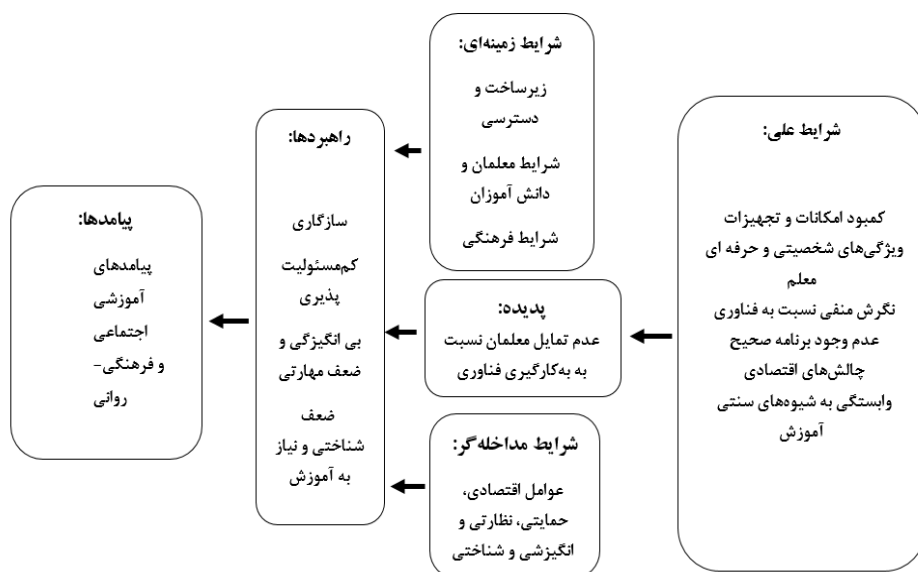 شرایط علی:
کمبود امکانات و تجهیزات
ویژگی‌های شخصیتی و حرفه ای
معلم
نگرش منفی نسبت به فناوری
عدم وجود برنامه صحیح
چالش‌های اقتصادی
وابستگی به شیوه‌های سنتی
آموزش
شرایط زمینه‌ای:
زیرساخت و
دسترسی
شرایط معلمان و
دانش آموزان
شرایط فرهنگی
پدیده:
عدم تمایل معلمان نسبت
به به‌کارگیری فناوری
شرایط مداخله‌گر:
عوامل اقتصادی،
حمایتی، نظارتی و
انگیزشی و شناختی
راهبردها:
سازگاری
کم‌مسئولیت
پذیری
بی انگیزگی و
ضعف مهارتی
ضعف
شناختی و نیاز
به آموزش
پیامدها:
پیامدهای
آموزشی
اجتماعی
و فرهنگی-
روانی